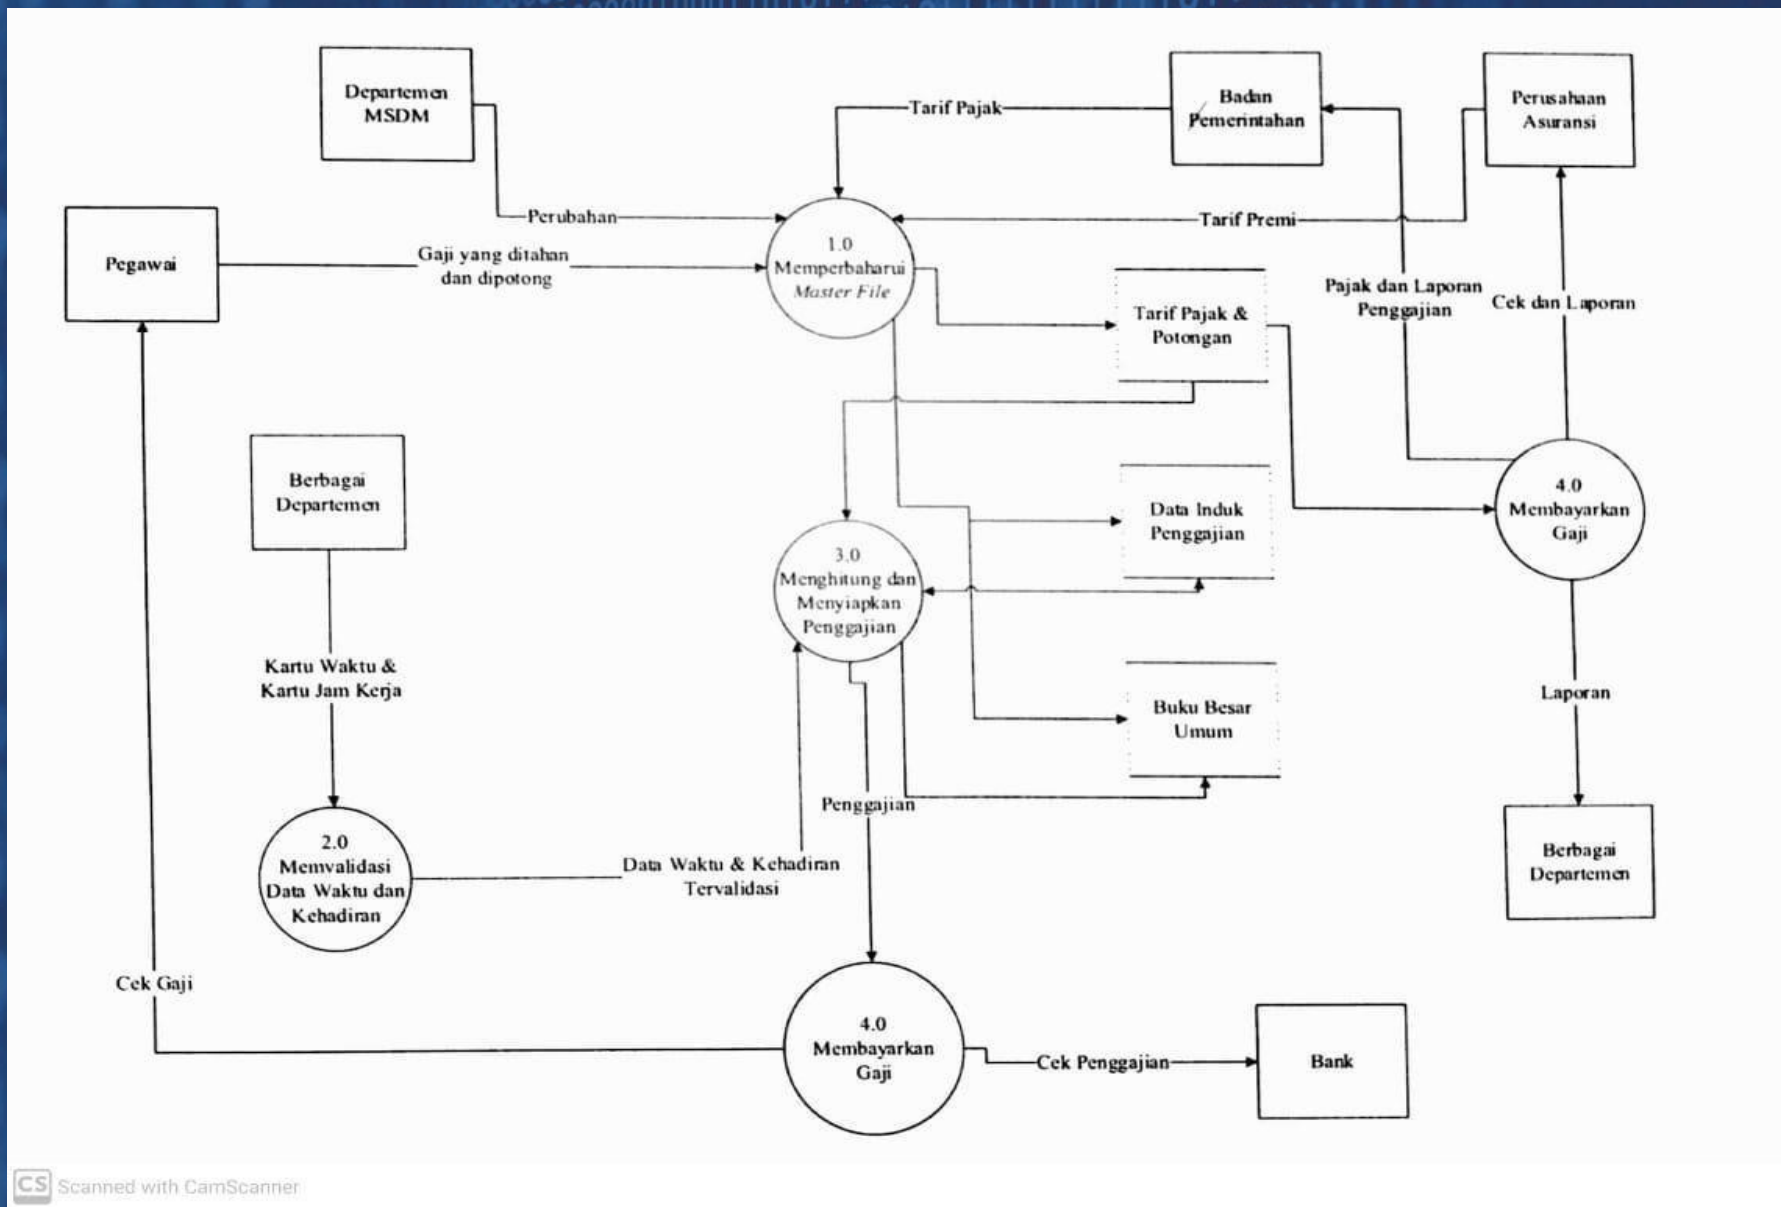 Departemen
MSDM
Tarif Pajak
Badan
Pemerintahan
Perusahaan
Asuransi
Perubahan
Tarif Premi
Pegawai
Gaji yang ditahan
dan dipotong
1.0
Memperbaharui
Master File
Tarif Pajak &
Potongan
Pajak dan Laporan
Penggajian
Cek dan Laporan
Berbagai
Departemen
Data Induk
Penggajian
4.0
Membayarkan
Gaji
3.0
Menghitung dan
Menyiapkan
Penggajian
Kartu Waktu &
Kartu Jam Kerja
Buku Besar
Umum
Laporan
Penggajian
2.0
Memvalidasi
Data Waktu dan
Kehadiran
Data Waktu & Kehadiran
Tervalidasi
Berbagai
Departemen
Cek Gaji
4.0
Membayarkan
Gaji
Cek Penggajian
Bank
CS Scanned with CamScanner